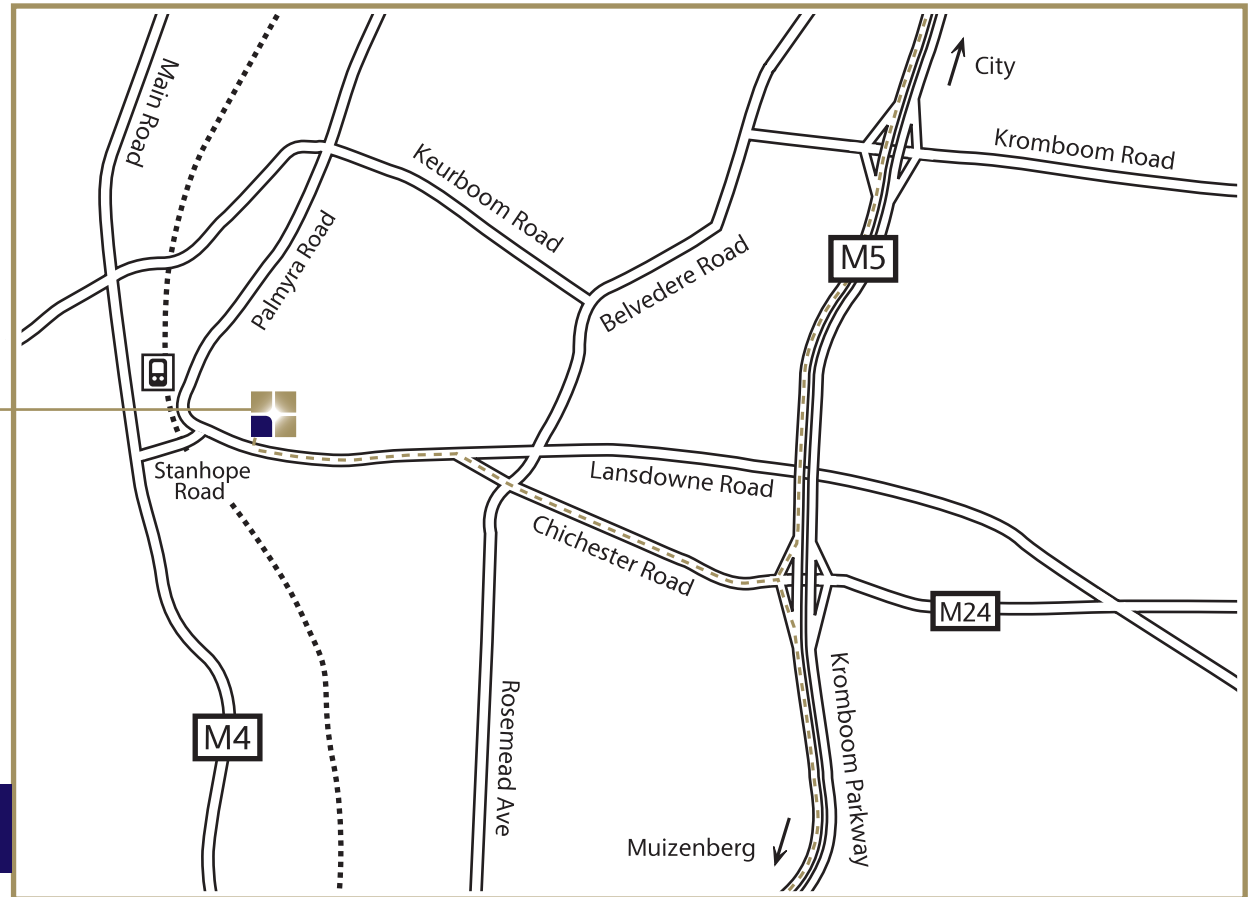 City
Main Road
Kromboom Road
Keurboom Road
Palmyra Road
Belvedere Road
M5
Stanhope
Road
Lansdowne Road
Chichester Road
M24
Rosemead Ave
Kromboom Parkway
M4
Muizenberg